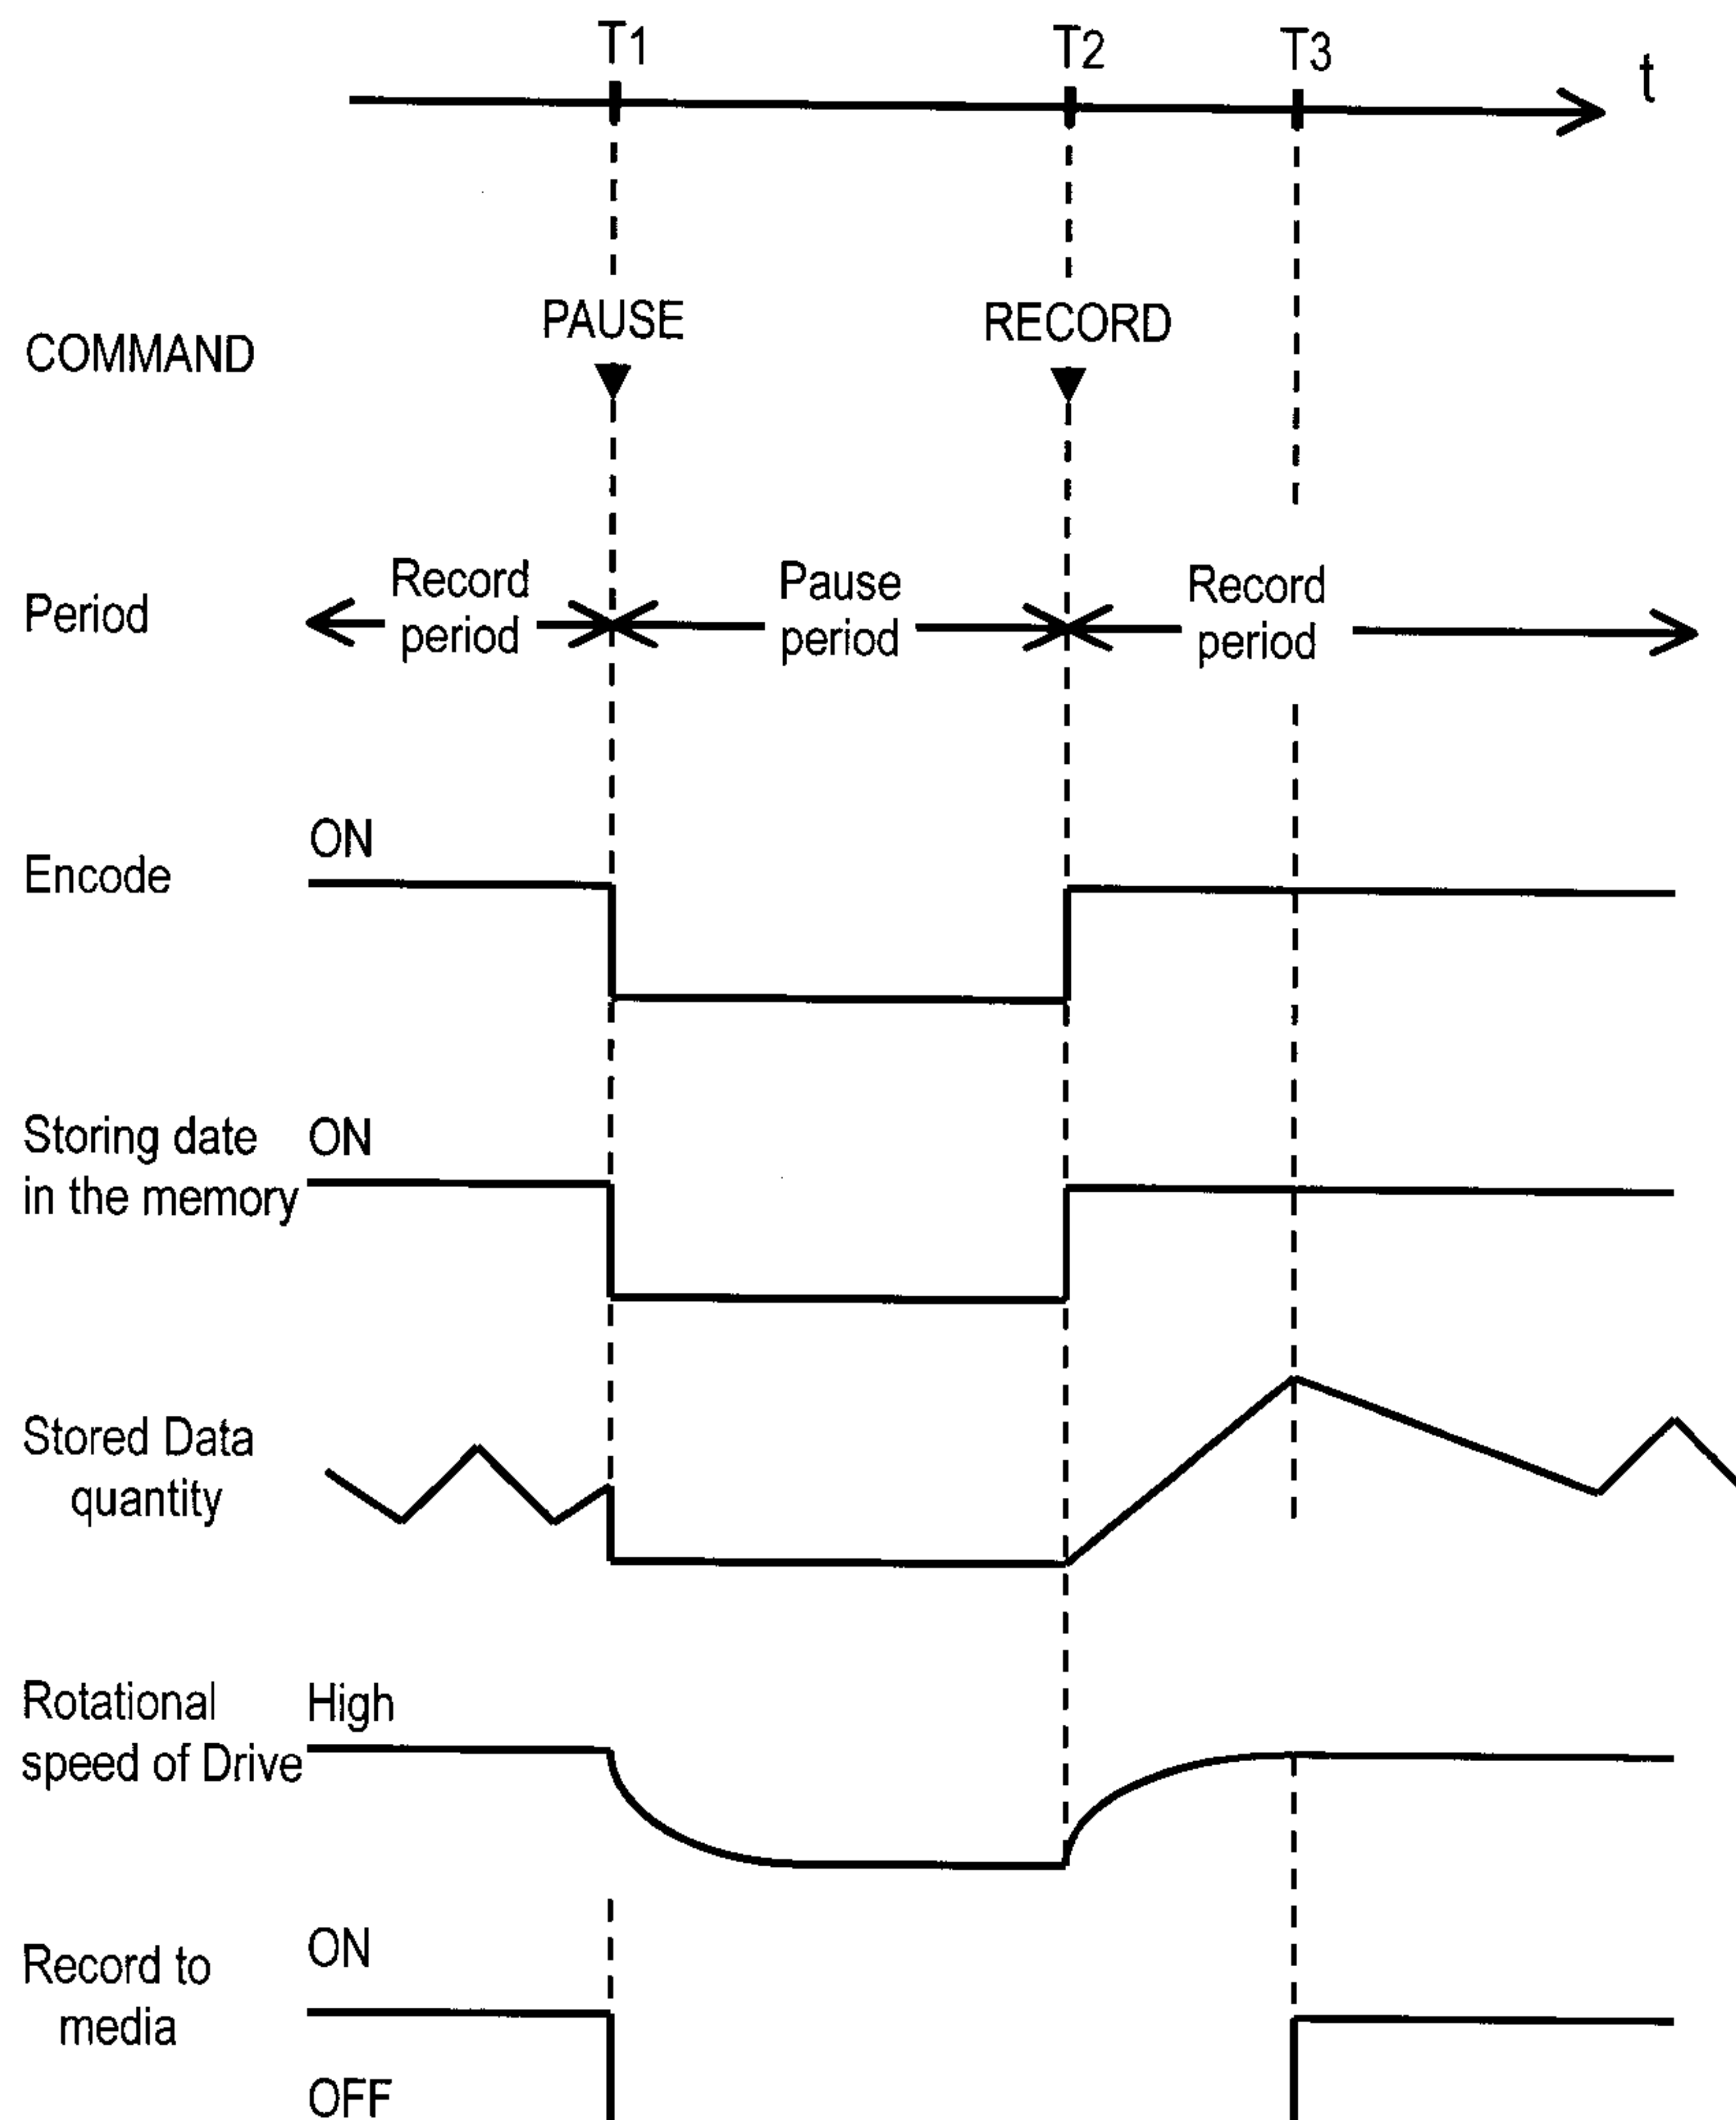 T1
T2
T3
t
COMMAND
PAUSE
RECORD
Period
Record
period
Pause
period
Record
period
Encode
ON
Storing date
in the memory
ON
Stored Data
quantity
Rotational
speed of Drive
High
Record to
media
ON
OFF